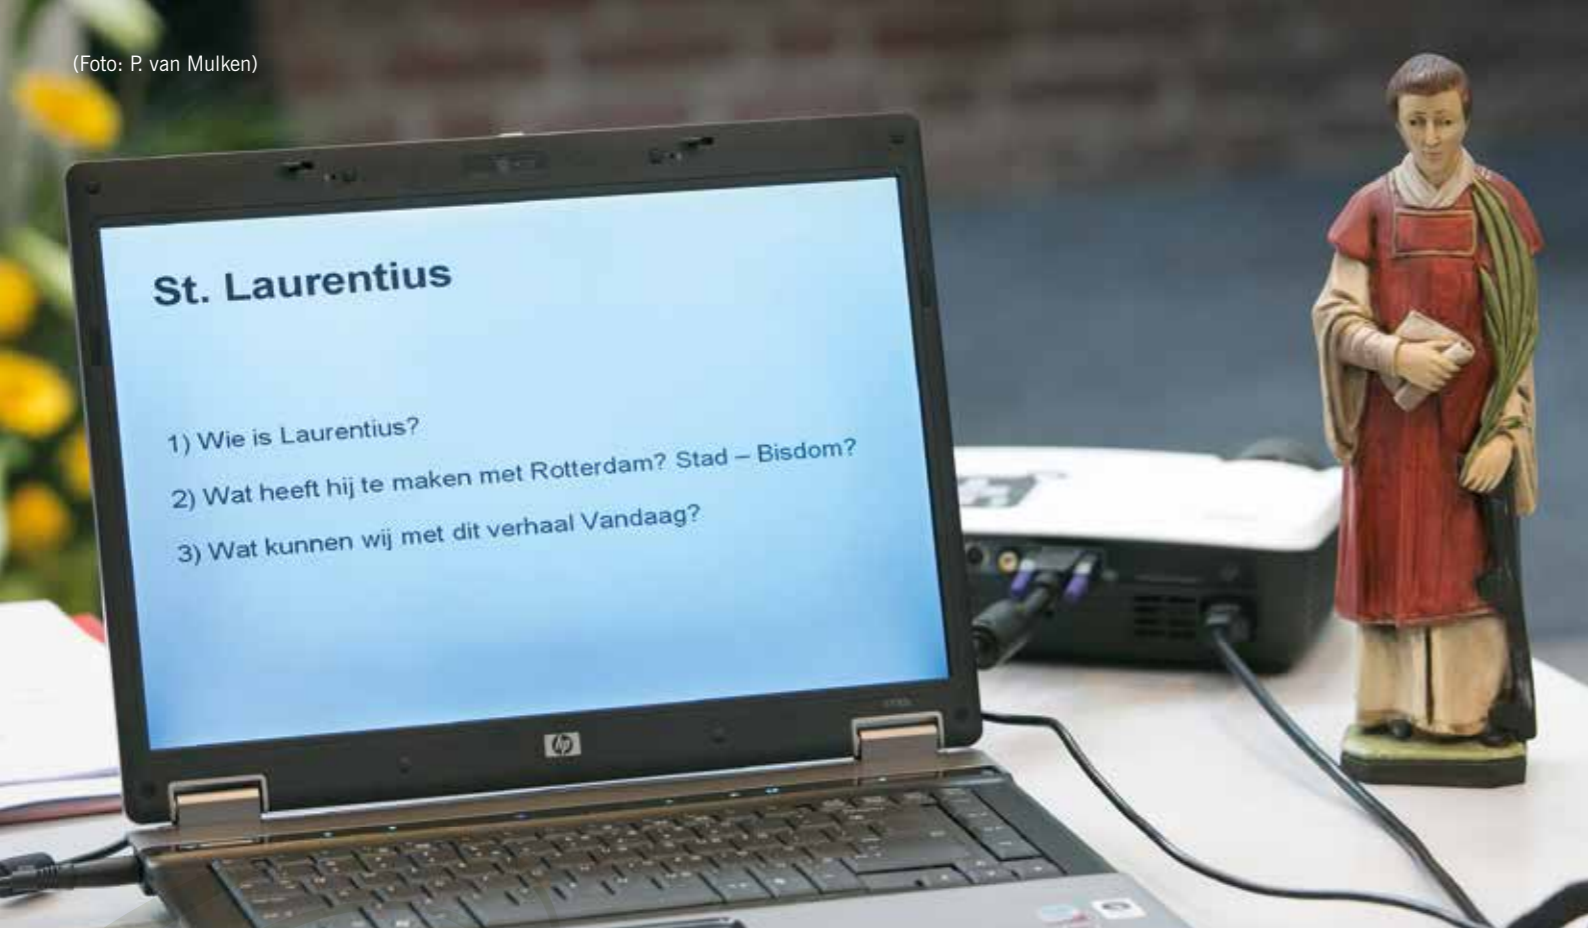 (Foto: P. van Mulken)
St. Laurentius
1) Wie is Laurentius?
2) Wat heeft hij te maken met Rotterdam? Stad – Bisdom?
3) Wat kunnen wij met dit verhaal Vandaag?
hp